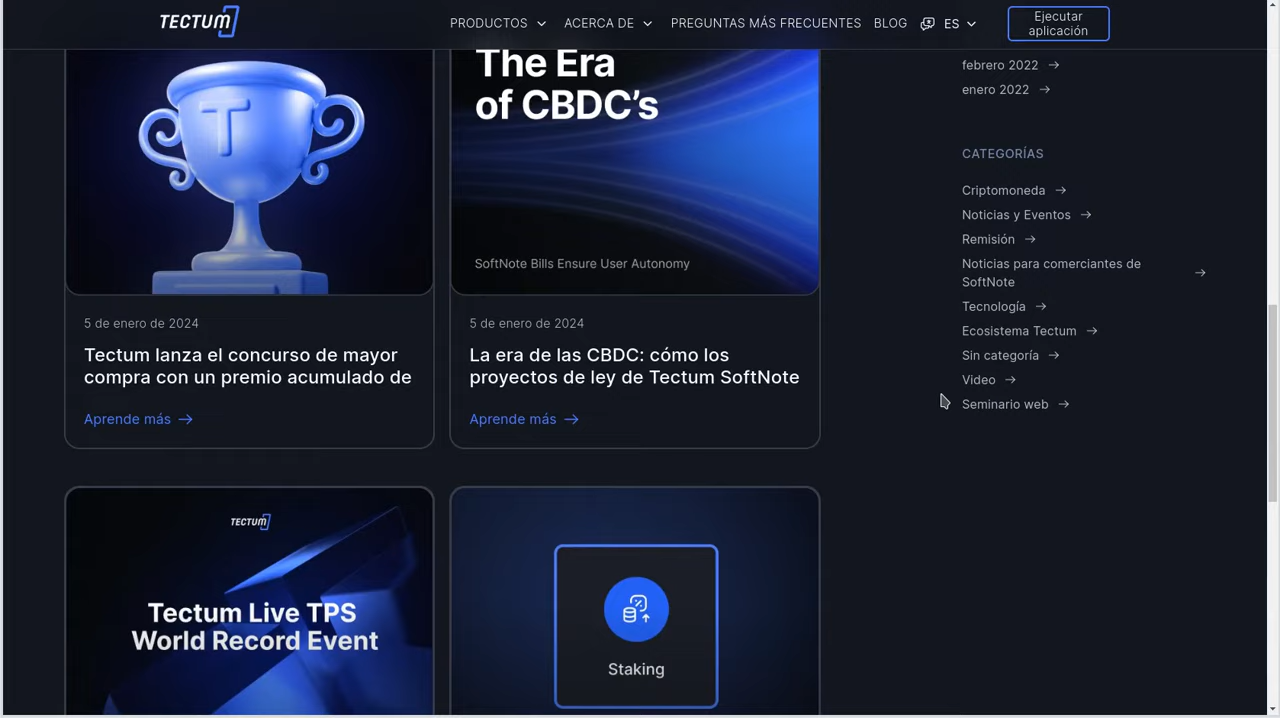 TECTUM
PRODUCTOS
ACERCA DE
PREGUNTAS MÁS FRECUENTES
BLOG
ES
Ejecutar
aplicación
T
The Era
of CBDC's
SoftNote Bills Ensure User Autonomy
5 de enero de 2024
Tectum lanza el concurso de mayor
compra con un premio acumulado de
Aprende más
5 de enero de 2024
La era de las CBDC: cómo los
proyectos de ley de Tectum SoftNote
Aprende más
TECTUM
Tectum Live TPS
World Record Event
Staking
febrero 2022
enero 2022
CATEGORÍAS
Criptomoneda
Noticias y Eventos
Remisión
Noticias para comerciantes de
SoftNote
Tecnología
Ecosistema Tectum
Sin categoría
Video
Seminario web